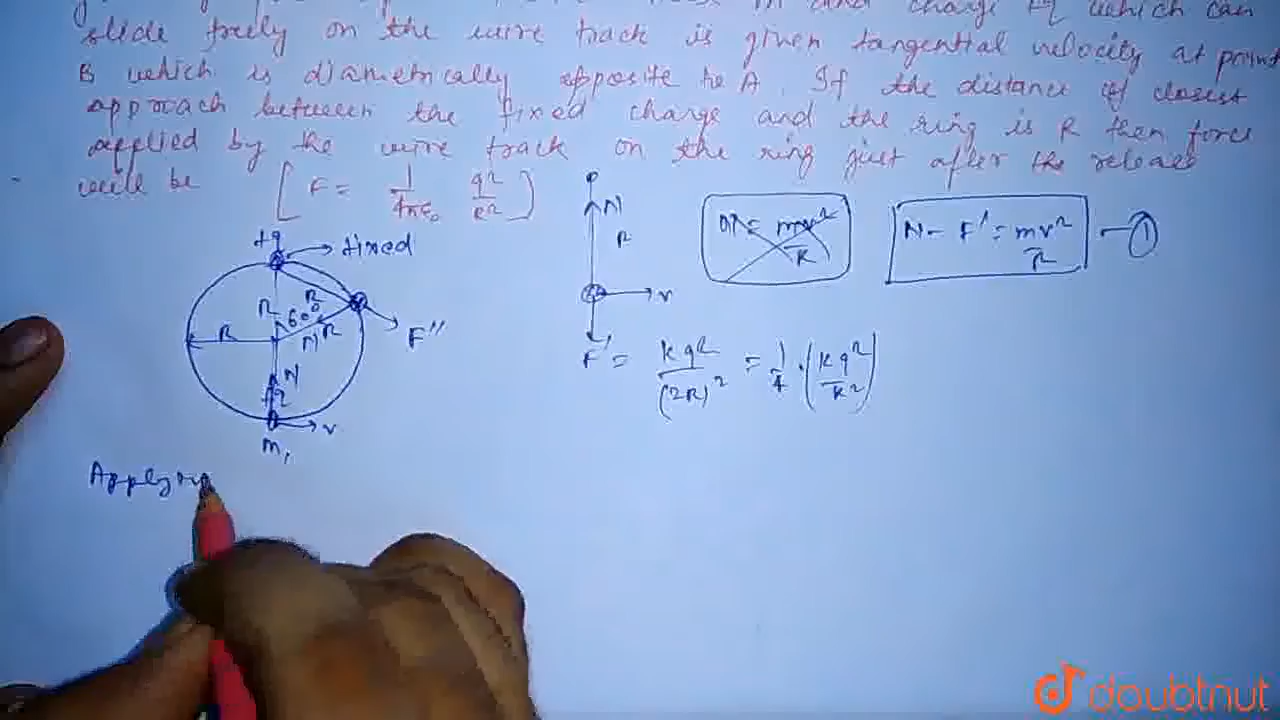 slide freely on the wire track is given tangential velocity at point
B which is diametrically opposite to A. If the distance of closest
approach between the fixed charge and the ring is R then force
applied by the wire track on the ring just after the release
will be [F = 1/4πε₀ q²/R²]
N
R
v
F' = kq²/(2R)² = 1/4 · (kq²/R²)
N = mv²/R
N - F' = mv²/R — ①
+q → fixed
R
60°
R
R
R
N'
F''
N
+q
v
m,
Applying
doubtnut